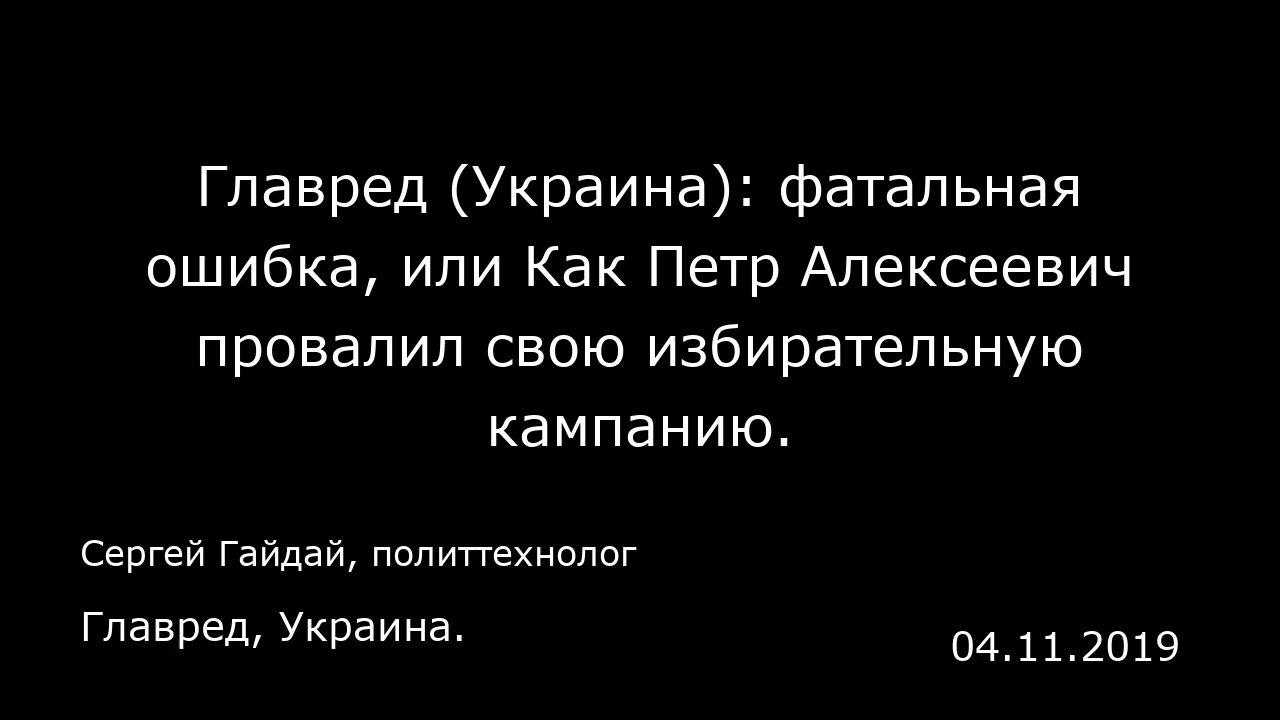 Главред (Украина): фатальная
ошибка, или Как Петр Алексеевич
провалил свою избирательную
кампанию.
Сергей Гайдай, политтехнолог
Главред, Украина.
04.11.2019